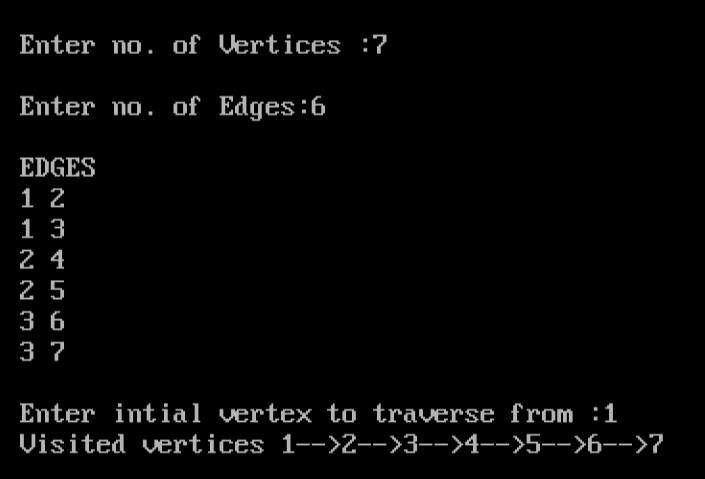 Enter no. of Vertices :7
Enter no. of Edges:6
EDGES
1 2
1 3
2 4
2 5
3 6
3 7
Enter intial vertex to traverse from :1
Visited vertices 1-->2-->3-->4-->5-->6-->7